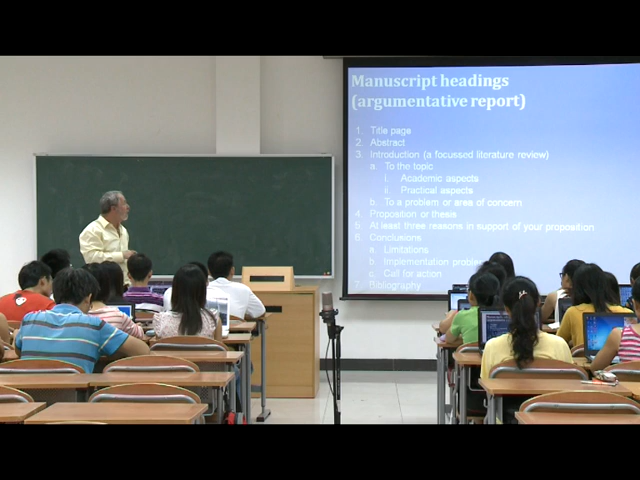 Manuscript headings
(argumentative report)
1. Title page
2. Abstract
3. Introduction (a focussed literature review)
a. To the topic
i. Academic aspects
ii. Practical aspects
b. To a problem or area of concern
4. Proposition or thesis
5 At least three reasons in support of your proposition
6. Conclusions
a. Limitations
b. Implementation
c. Call for action
7. Bibliography